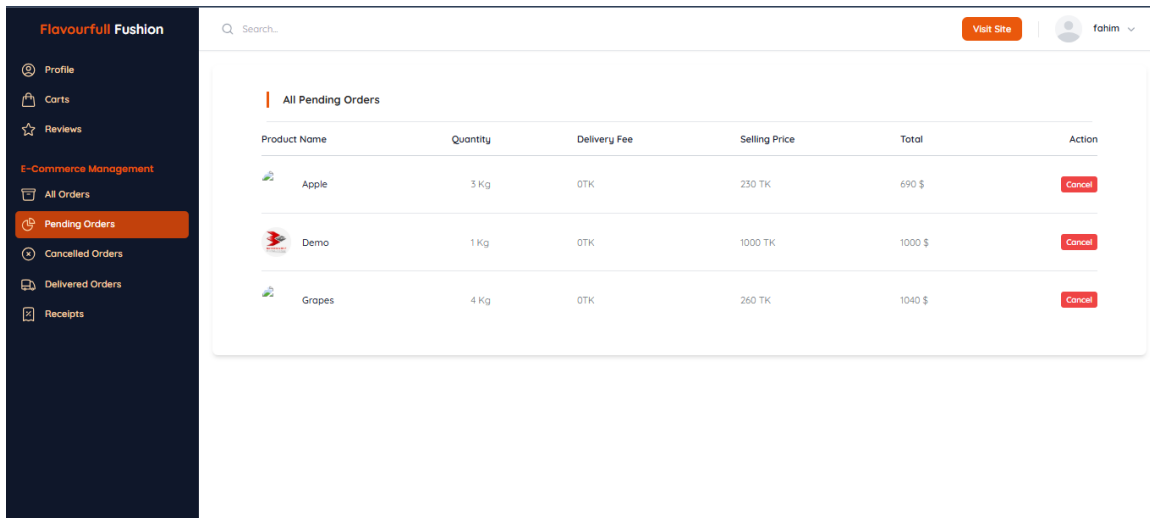 Flavourfull Fushion
Search..
Visit Site
fahim
Profile
Carts
Reviews
E-Commerce Management
All Orders
Pending Orders
Cancelled Orders
Delivered Orders
Receipts
All Pending Orders
Product Name Quantity Delivery Fee Selling Price Total Action
Apple 3 Kg 0TK 230 TK 690 $ Cancel
Demo 1 Kg 0TK 1000 TK 1000 $ Cancel
Grapes 4 Kg 0TK 260 TK 1040 $ Cancel